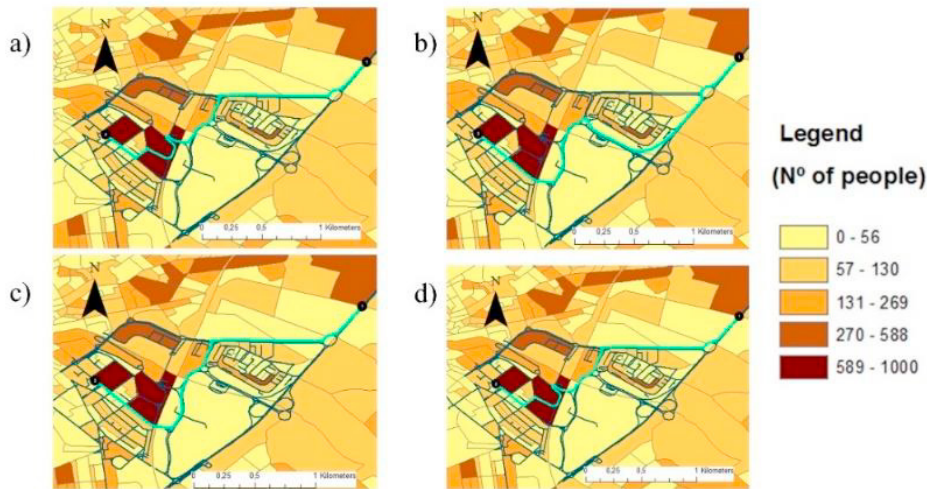 a)
N
0 0,25 0,5 1 Kilometers
b)
N
0 0,25 0,5 1 Kilometers
c)
N
0 0,25 0,5 1 Kilometers
d)
N
0 0,25 0,5 1 Kilometers
Legend
(Nº of people)
0 - 56
57 - 130
131 - 269
270 - 588
589 - 1000